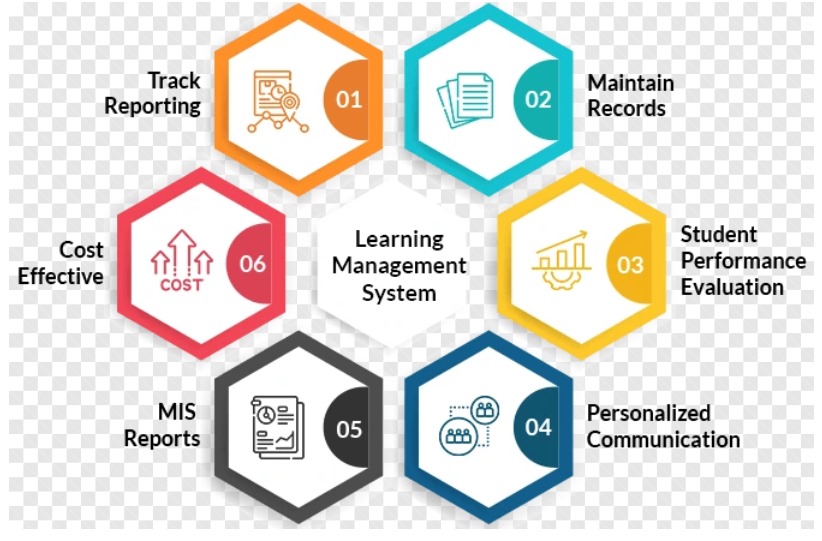 Track
Reporting
01
02
Maintain
Records
Cost
Effective
COST
06
Learning
Management
System
03
Student
Performance
Evaluation
MIS
Reports
05
04
Personalized
Communication